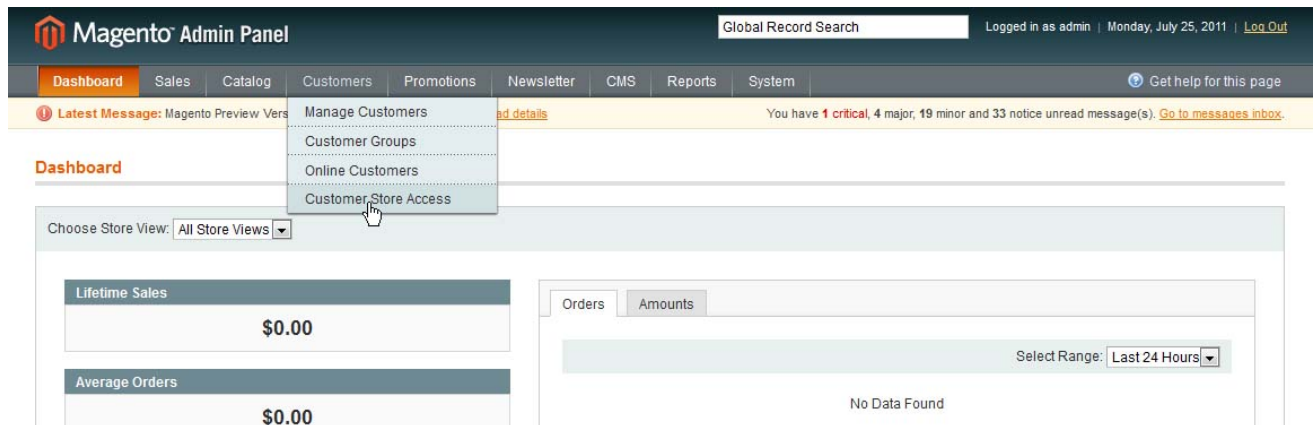 Magento Admin Panel
Global Record Search
Logged in as admin | Monday, July 25, 2011 | Log Out
Dashboard Sales Catalog Customers Promotions Newsletter CMS Reports System Get help for this page
Latest Message: Magento Preview details
You have 1 critical, 4 major, 19 minor and 33 notice unread message(s). Go to messages inbox.
Manage Customers
Customer Groups
Online Customers
Customer Store Access
Dashboard
Choose Store View: All Store Views
Lifetime Sales
$0.00
Average Orders
$0.00
Orders Amounts
Select Range: Last 24 Hours
No Data Found